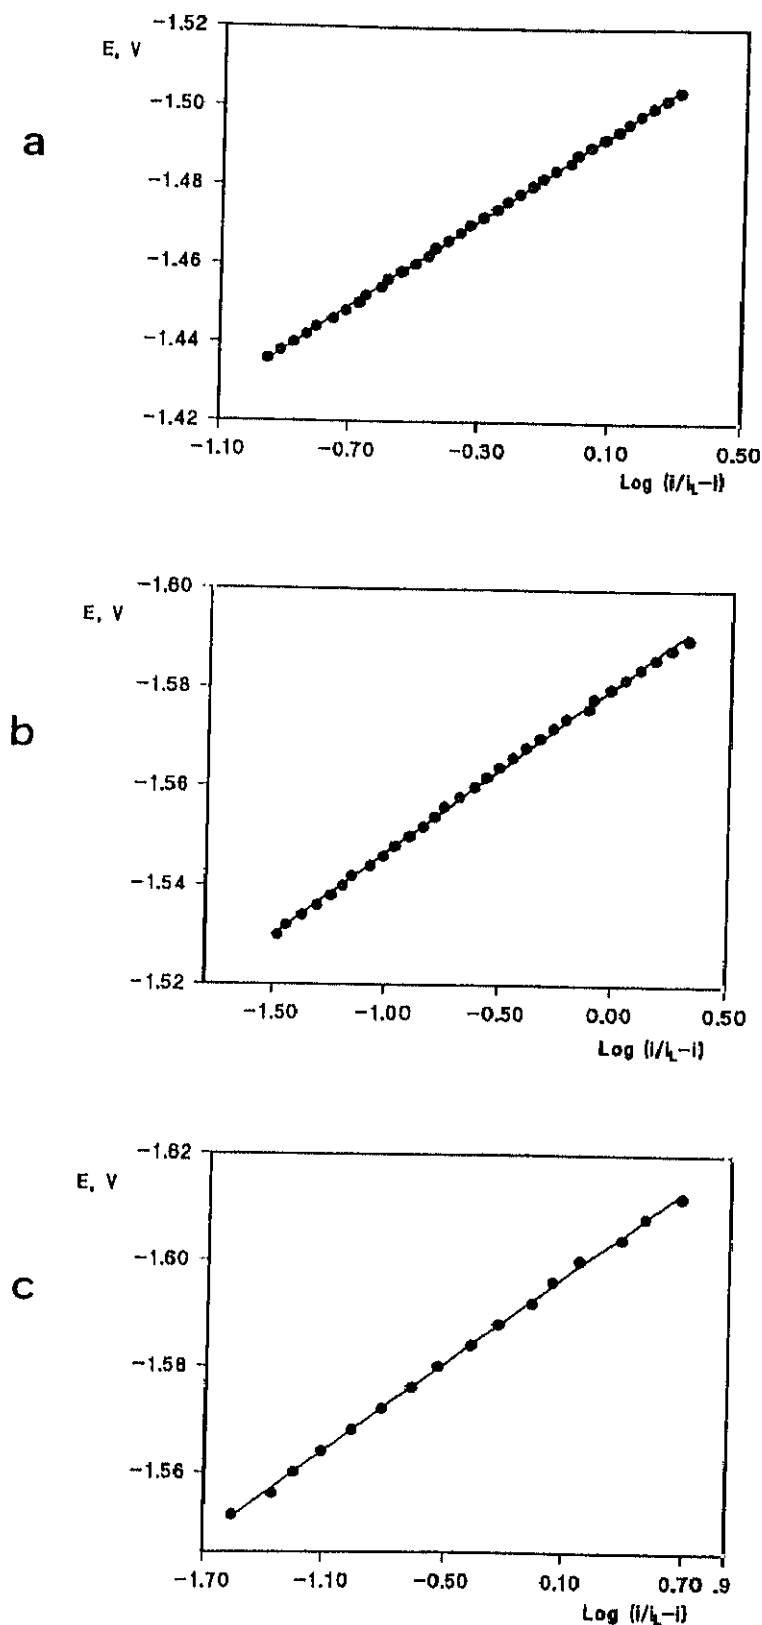 −1.52
E, V
−1.50
a
−1.48
−1.46
−1.44
−1.42
−1.10 −0.70 −0.30 0.10 0.50
Log (i/iL−i)
−1.60
E, V
−1.58
b
−1.56
−1.54
−1.52
−1.50 −1.00 −0.50 0.00 0.50
Log (i/iL−i)
−1.62
E, V
−1.60
c
−1.58
−1.56
−1.70 −1.10 −0.50 0.10 0.70 .9
Log (i/iL−i)